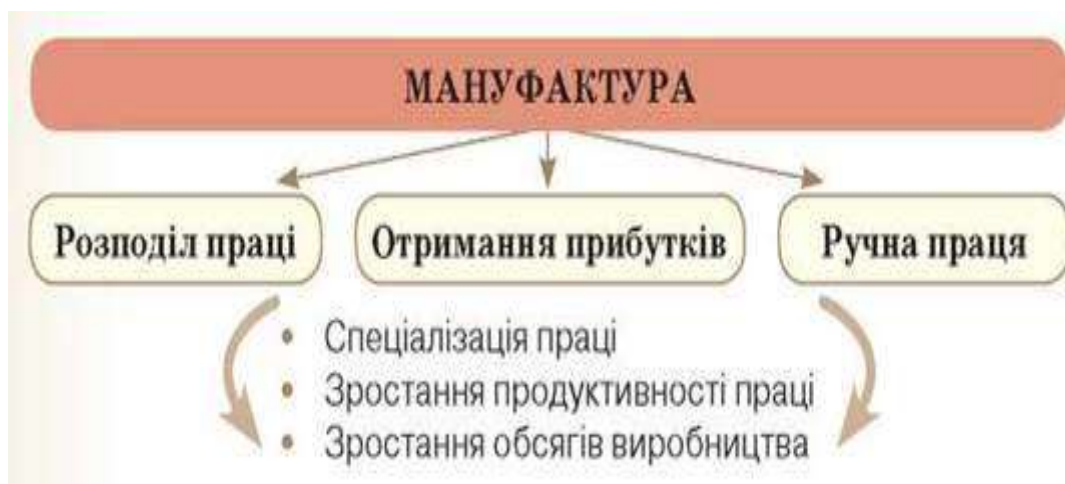 МАНУФАКТУРА
Розподіл праці
Отримання прибутків
Ручна праця
• Спеціалізація праці
• Зростання продуктивності праці
• Зростання обсягів виробництва